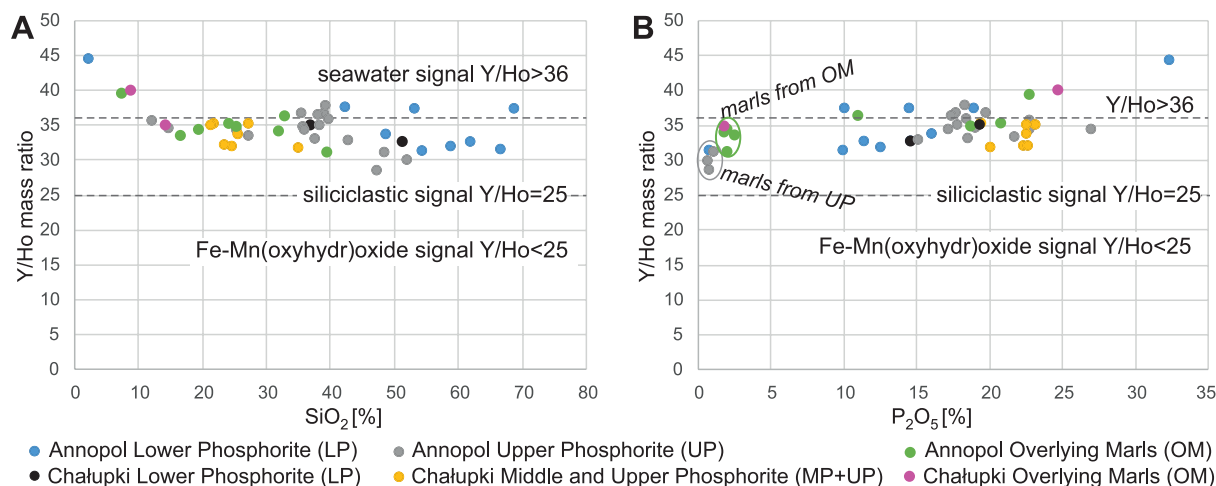 A
50
45
40
35
30
25
20
15
10
5
0
Y/Ho mass ratio
seawater signal Y/Ho>36
siliciclastic signal Y/Ho=25
Fe-Mn(oxyhydr)oxide signal Y/Ho<25
0 10 20 30 40 50 60 70 80
SiO₂[%]
B
50
45
40
35
30
25
20
15
10
5
0
Y/Ho mass ratio
marls from OM
Y/Ho>36
marls from UP
siliciclastic signal Y/Ho=25
Fe-Mn(oxyhydr)oxide signal Y/Ho<25
0 5 10 15 20 25 30 35
P₂O₅[%]
Annopol Lower Phosphorite (LP) Annopol Upper Phosphorite (UP) Annopol Overlying Marls (OM)
Chałupki Lower Phosphorite (LP) Chałupki Middle and Upper Phosphorite (MP+UP) Chałupki Overlying Marls (OM)